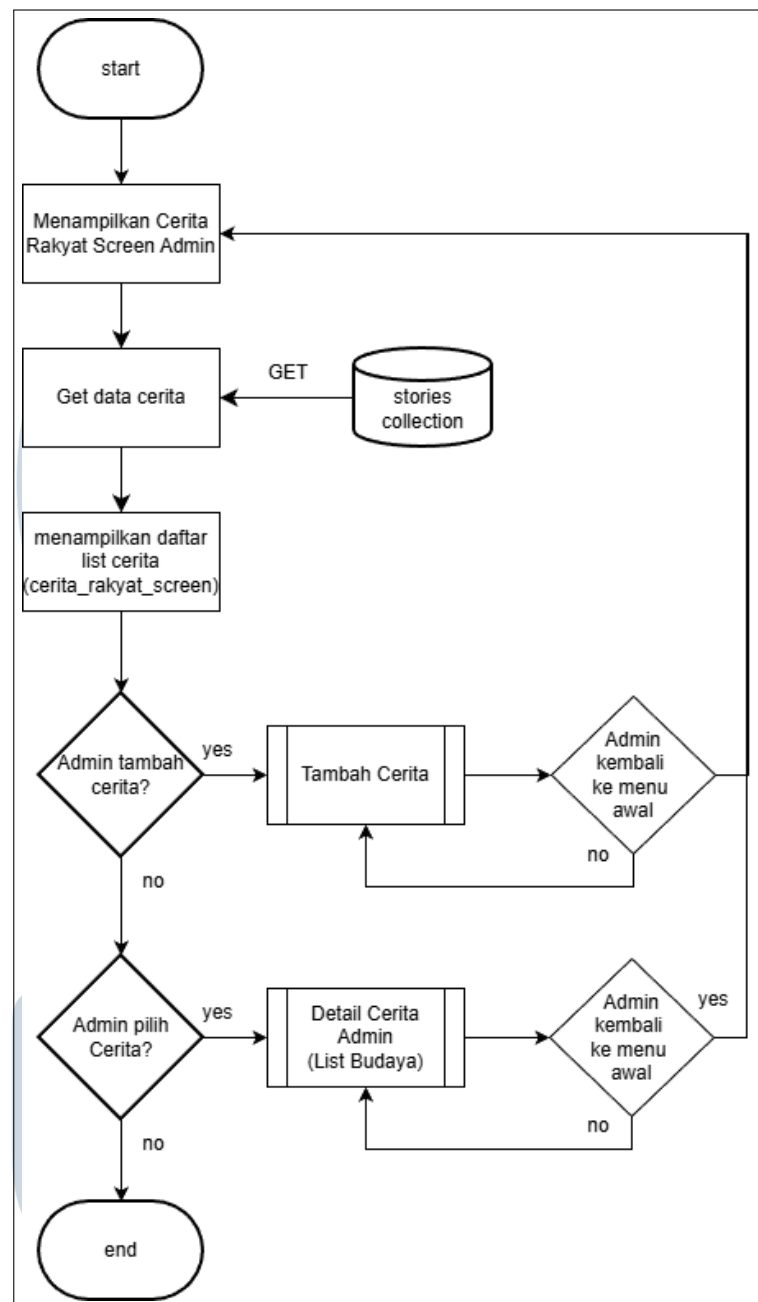 start
Menampilkan Cerita
Rakyat Screen Admin
Get data cerita
GET
stories
collection
menampilkan daftar
list cerita
(cerita_rakyat_screen)
Admin tambah
cerita?
yes
Tambah Cerita
Admin
kembali
ke menu
awal
no
no
Admin pilih
Cerita?
yes
Detail Cerita
Admin
(List Budaya)
Admin
kembali
ke menu
awal
yes
no
no
end